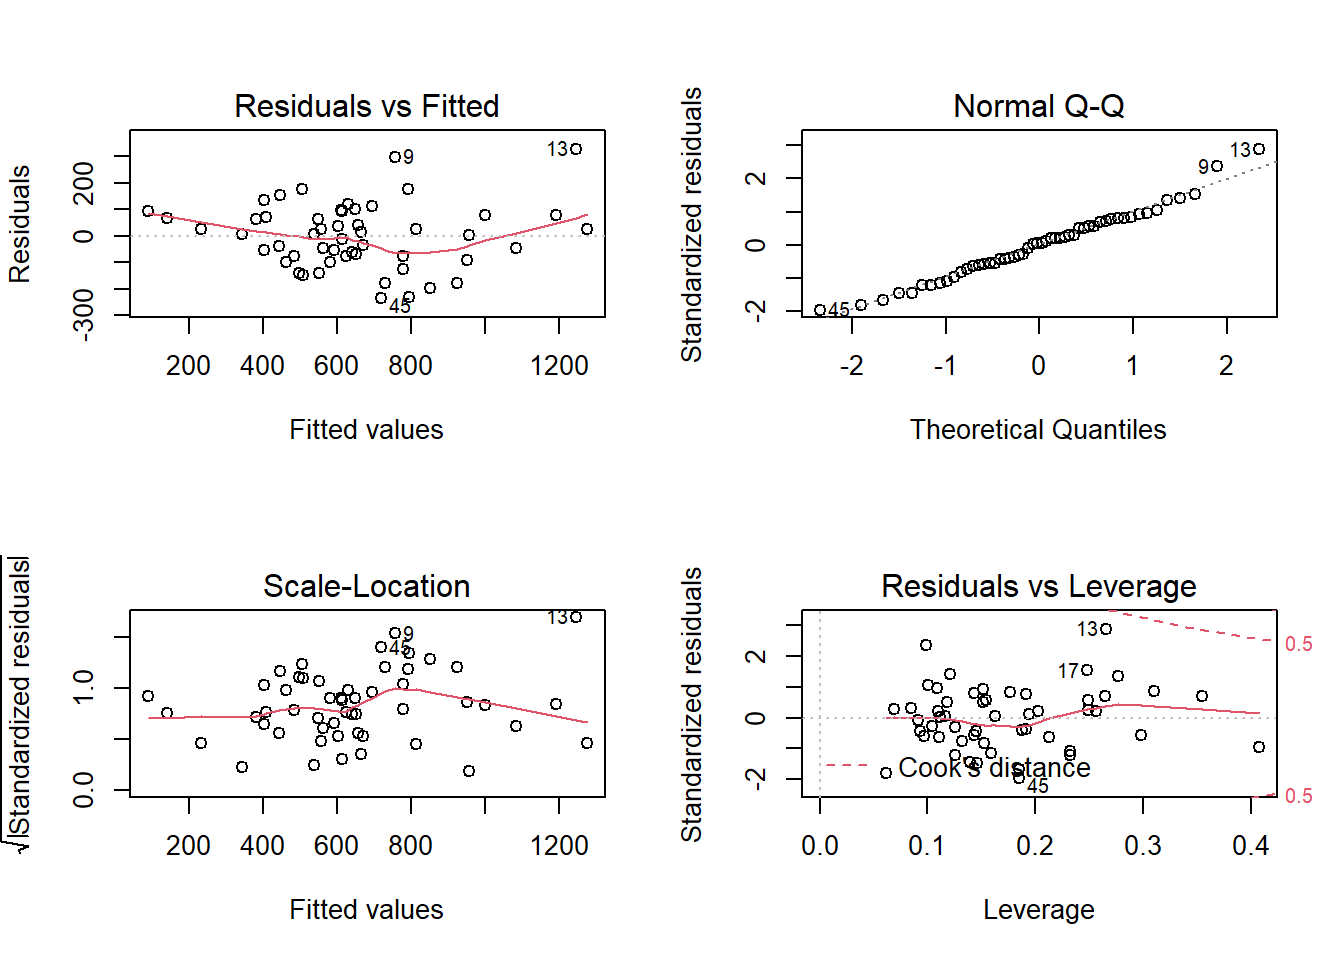 Residuals vs Fitted
Residuals
-300
0
200
13
9
45
200 400 600 800 1200
Fitted values
Normal Q-Q
Standardized residuals
-2
0
2
13
9
45
-2 -1 0 1 2
Theoretical Quantiles
Scale-Location
√|Standardized residuals|
0.0
1.0
13
9
45
200 400 600 800 1200
Fitted values
Residuals vs Leverage
Standardized residuals
-2
0
2
13
17
45
0.5
0.5
Cook's distance
0.0 0.1 0.2 0.3 0.4
Leverage